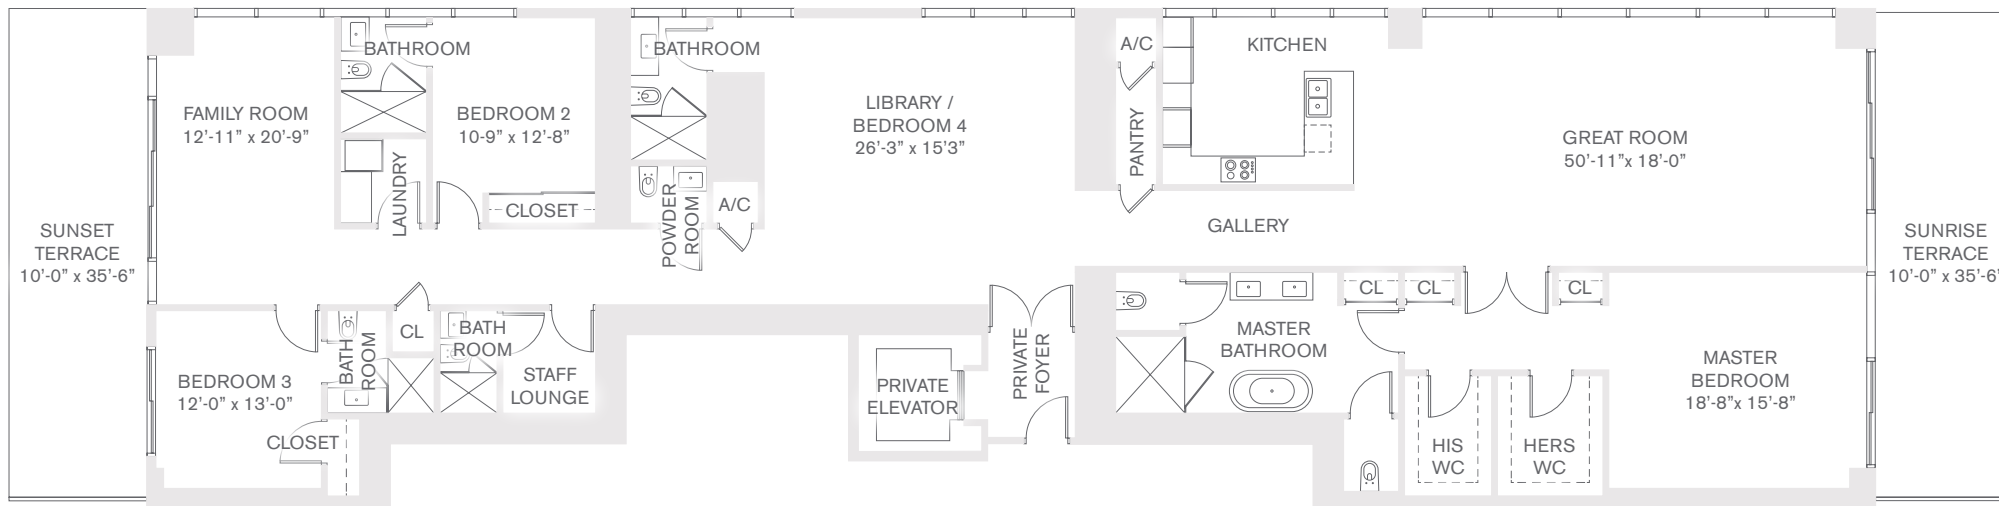 SUNSET
TERRACE
10’-0” x 35’-6”
FAMILY ROOM
12’-11” x 20’-9”
BATHROOM
BEDROOM 2
10-9” x 12’-8”
LAUNDRY
CLOSET
BATHROOM
POWDER
ROOM
A/C
LIBRARY /
BEDROOM 4
26’-3” x 15’3”
A/C
PANTRY
KITCHEN
GALLERY
GREAT ROOM
50’-11”x 18’-0”
SUNRISE
TERRACE
10’-0” x 35’-6”
BEDROOM 3
12’-0” x 13’-0”
CLOSET
BATH
ROOM
CL
BATH
ROOM
STAFF
LOUNGE
PRIVATE
ELEVATOR
PRIVATE
FOYER
MASTER
BATHROOM
CL
CL
CL
HIS
WC
HERS
WC
MASTER
BEDROOM
18’-8”x 15’-8”